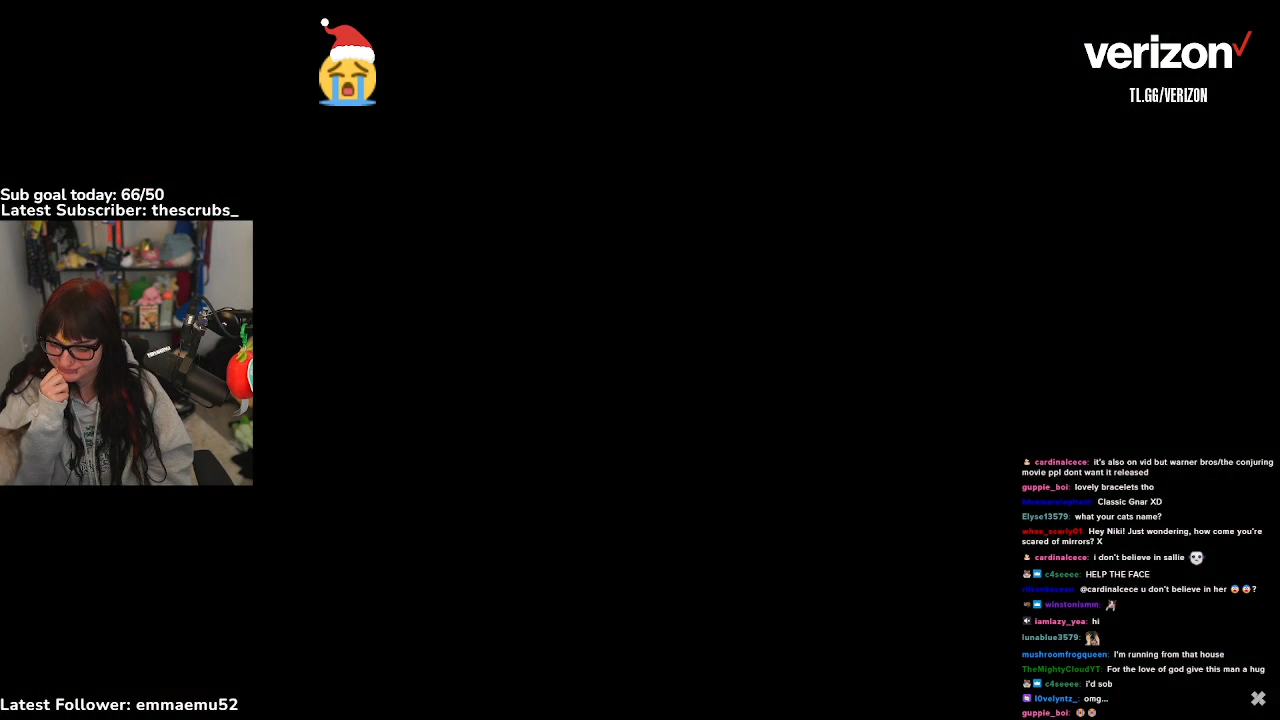 verizon
TL.GG/VERIZON
Sub goal today: 66/50
Latest Subscriber: thescrubs_
cardinalcece: it's also on vid but warner bros/the conjuring
movie ppl dont want it released
guppie_boi: lovely bracelets tho
Classic Gnar XD
Elyse13579: what your cats name?
Hey Niki! Just wondering, how come you're
scared of mirrors? X
cardinalcece: i don't believe in sallie
c4seeee: HELP THE FACE
@cardinalcece u don't believe in her ?
winstonismm:
iamlazy_yea: hi
lunablue3579:
mushroomfrogqueen: I'm running from that house
TheMightyCloudYT: For the love of god give this man a hug
c4seeee: i'd sob
l0velyntz_: omg...
guppie_boi:
Latest Follower: emmaemu52